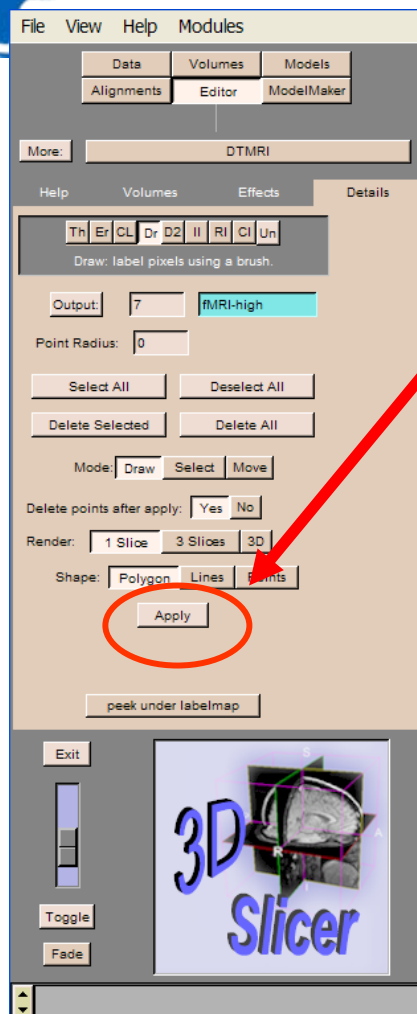 File View Help Modules
Data Volumes Models
Alignments Editor ModelMaker
More: DTMRI
Help Volumes Effects Details
Th Er CL Dr D2 II RI CI Un
Draw: label pixels using a brush.
Output: 7 fMRI-high
Point Radius: 0
Select All Deselect All
Delete Selected Delete All
Mode: Draw Select Move
Delete points after apply: Yes No
Render: 1 Slice 3 Slices 3D
Shape: Polygon Lines Points
Apply
peek under labelmap
Exit
S
A
R
I
3D
Toggle
Slicer
Fade